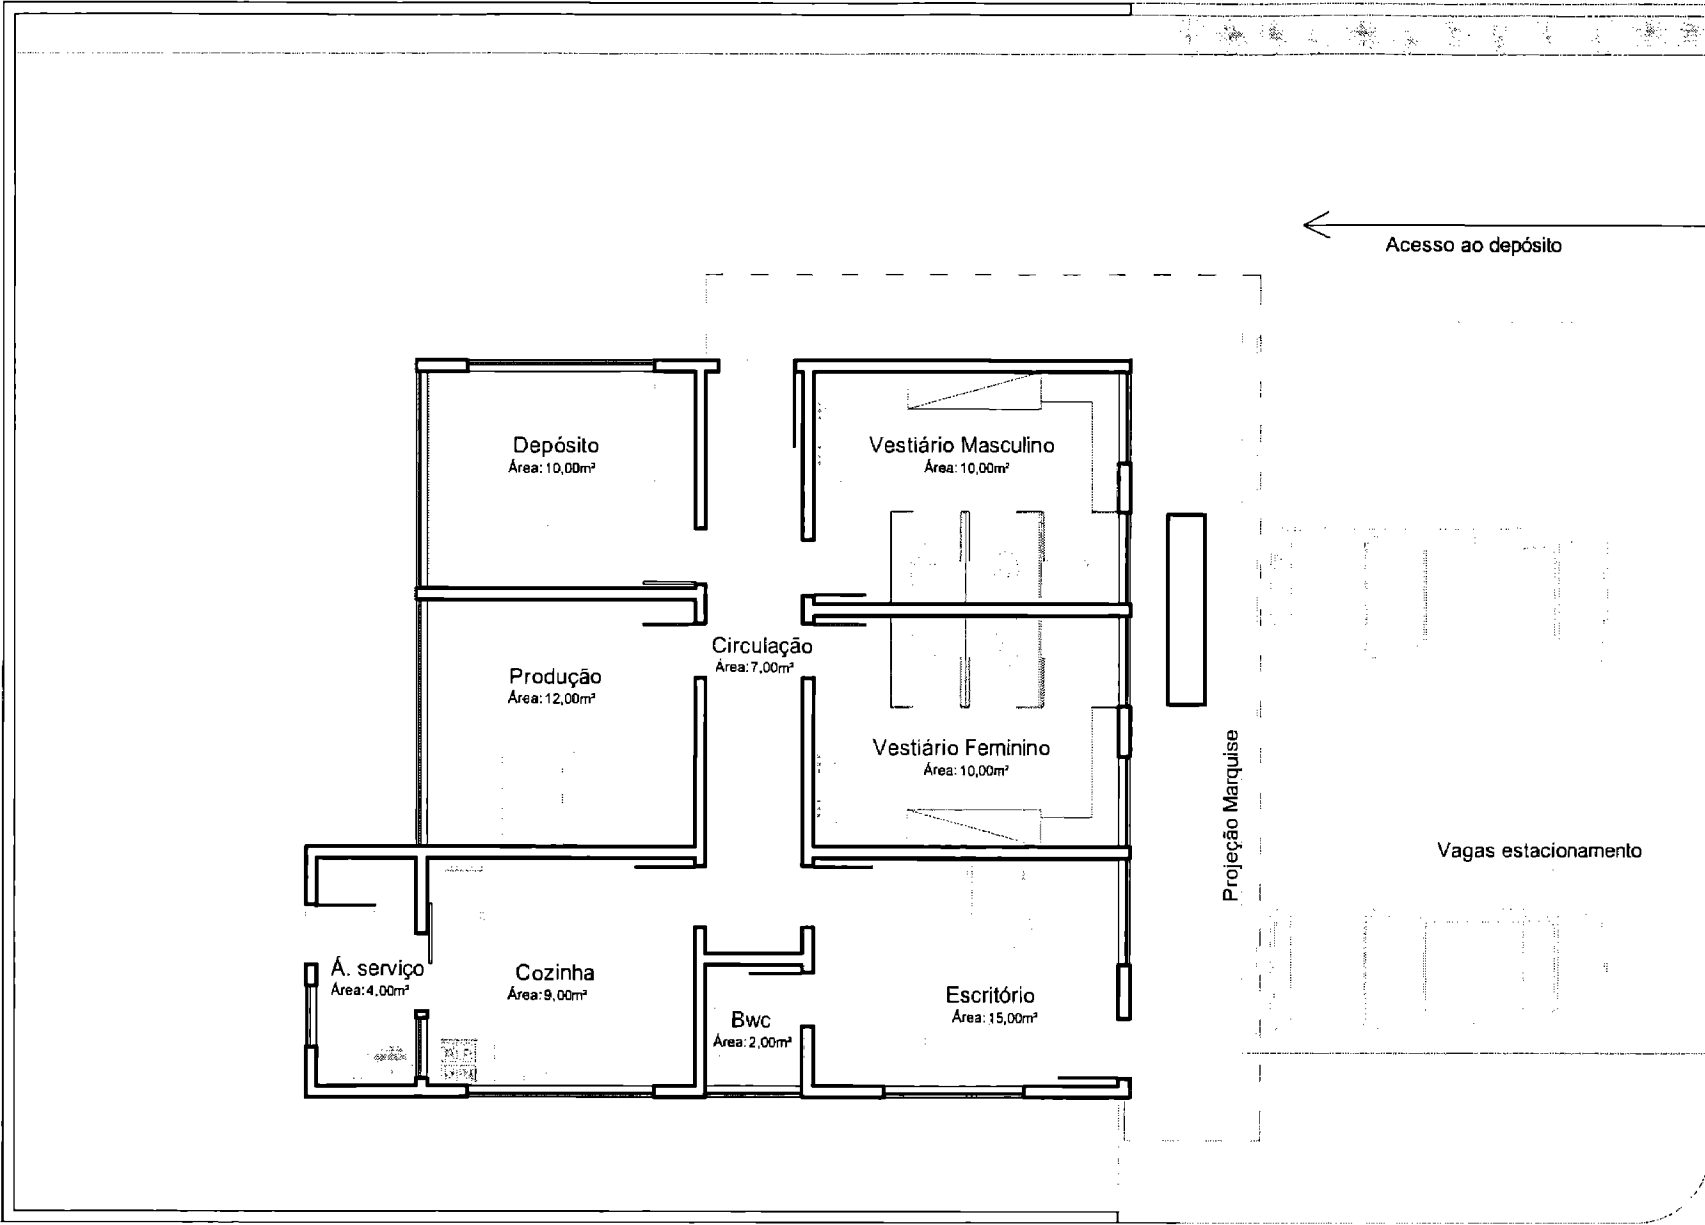 Acesso ao depósito
Depósito
Área: 10,00m²
Vestiário Masculino
Área: 10,00m²
Circulação
Área: 7,00m²
Produção
Área: 12,00m²
Vestiário Feminino
Área: 10,00m²
Projeção Marquise
Vagas estacionamento
Á. serviço
Área: 4,00m²
Cozinha
Área: 9,00m²
Bwc
Área: 2,00m²
Escritório
Área: 15,00m²